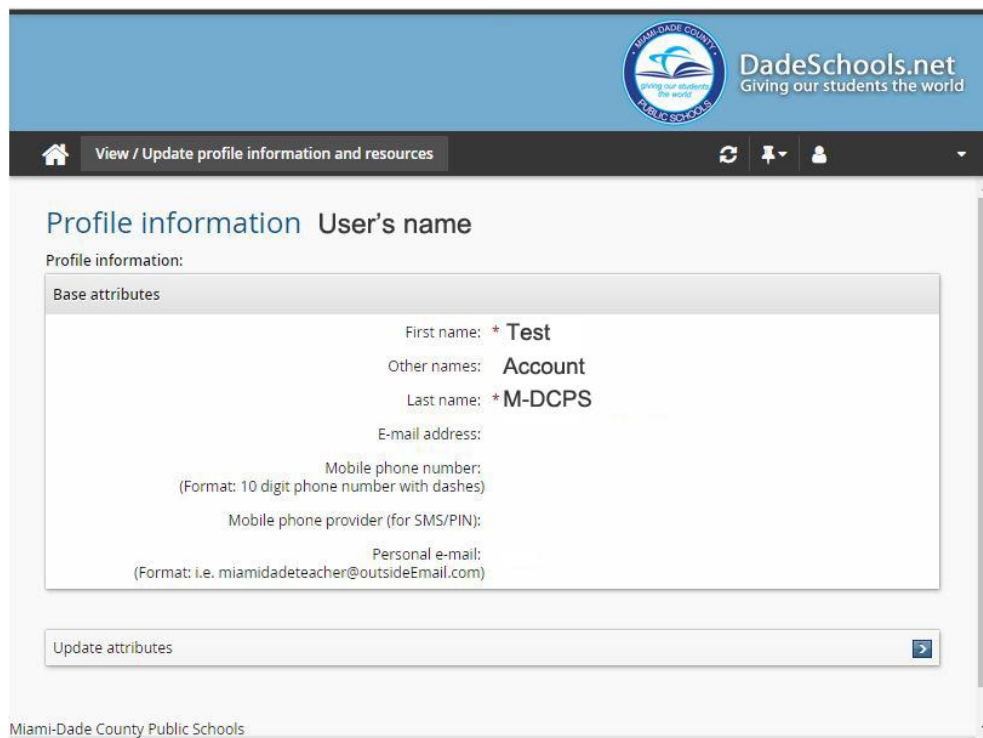 MIAMI-DADE COUNTY
giving our students
the world
PUBLIC SCHOOLS
DadeSchools.net
Giving our students the world
View / Update profile information and resources
Profile information User's name
Profile information:
Base attributes
First name: * Test
Other names: Account
Last name: * M-DCPS
E-mail address:
Mobile phone number:
(Format: 10 digit phone number with dashes)
Mobile phone provider (for SMS/PIN):
Personal e-mail:
(Format: i.e. miamidadeteacher@outsideEmail.com)
Update attributes
Miami-Dade County Public Schools